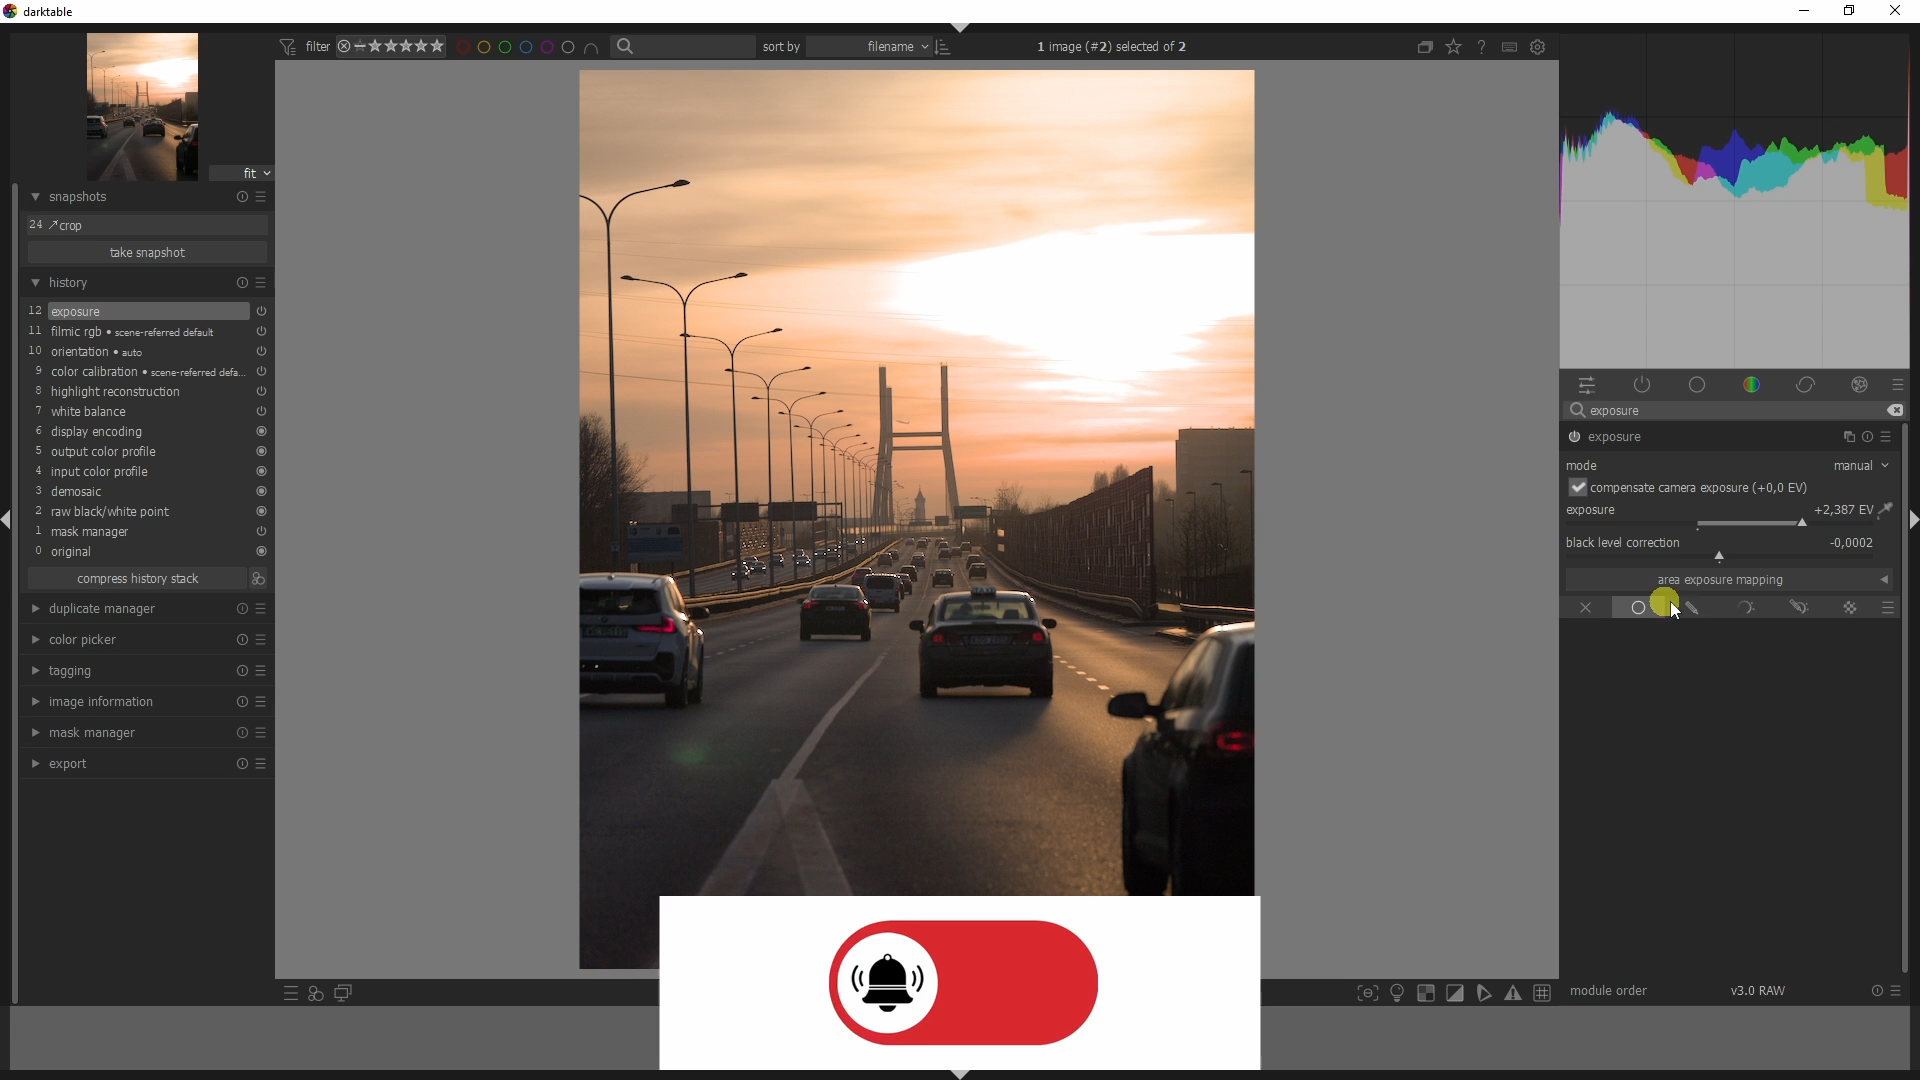 darktable
filter
sort by
filename
1 image (#2) selected of 2
fit
snapshots
24 crop
take snapshot
history
12 exposure
11 filmic rgb • scene-referred default
10 orientation • auto
9 color calibration • scene-referred defa...
8 highlight reconstruction
7 white balance
6 display encoding
5 output color profile
4 input color profile
3 demosaic
2 raw black/white point
1 mask manager
0 original
compress history stack
duplicate manager
color picker
tagging
image information
mask manager
export
exposure
exposure
mode manual
compensate camera exposure (+0,0 EV)
exposure +2,387 EV
black level correction -0,0002
area exposure mapping
module order v3.0 RAW